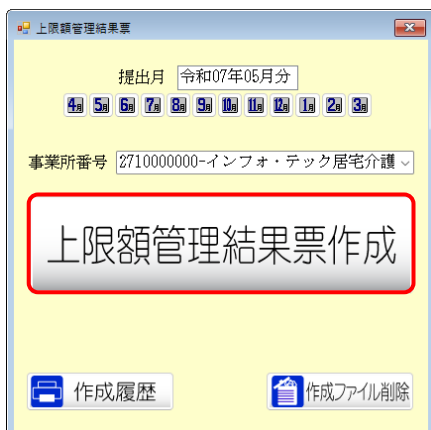 上限額管理結果票
提出月 令和07年05月分
4月 5月 6月 7月 8月 9月 10月 11月 12月 1月 2月 3月
事業所番号 2710000000-インフォ・テック居宅介護
上限額管理結果票作成
作成履歴 作成ファイル削除